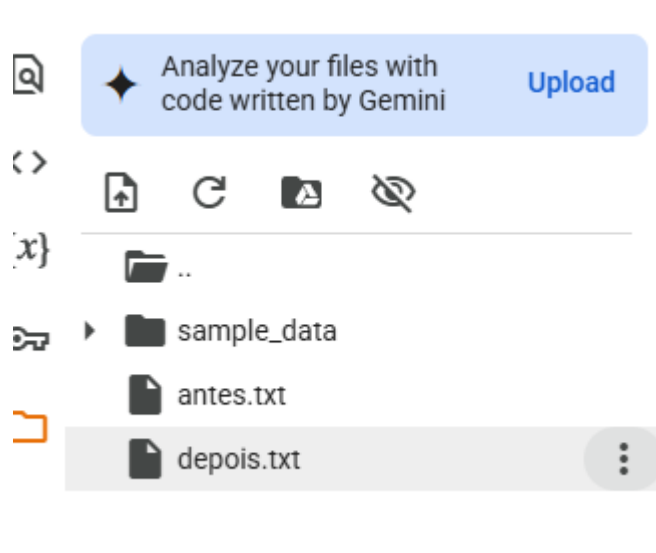 Analyze your files with
code written by Gemini
Upload
{x}
..
sample_data
antes.txt
depois.txt